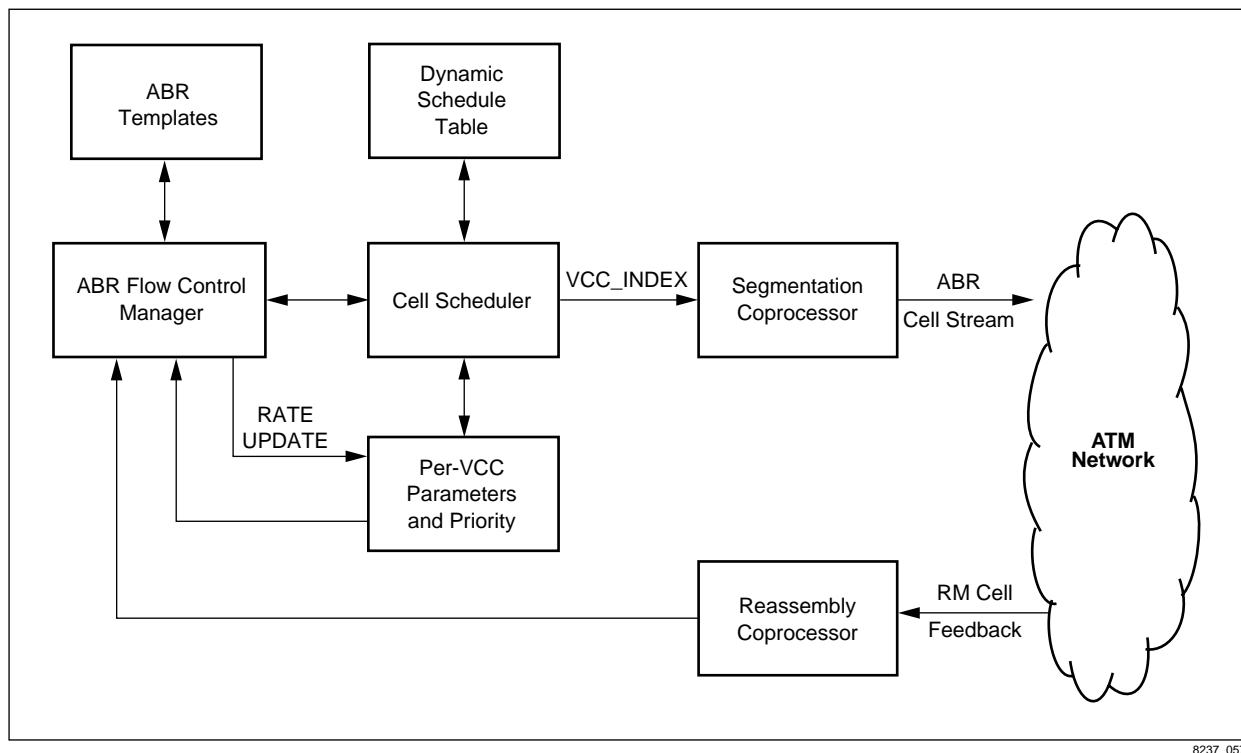 ABR
Templates
Dynamic
Schedule
Table
ABR Flow Control
Manager
Cell Scheduler
VCC_INDEX
Segmentation
Coprocessor
ABR
Cell Stream
RATE
UPDATE
Per-VCC
Parameters
and Priority
ATM
Network
Reassembly
Coprocessor
RM Cell
Feedback